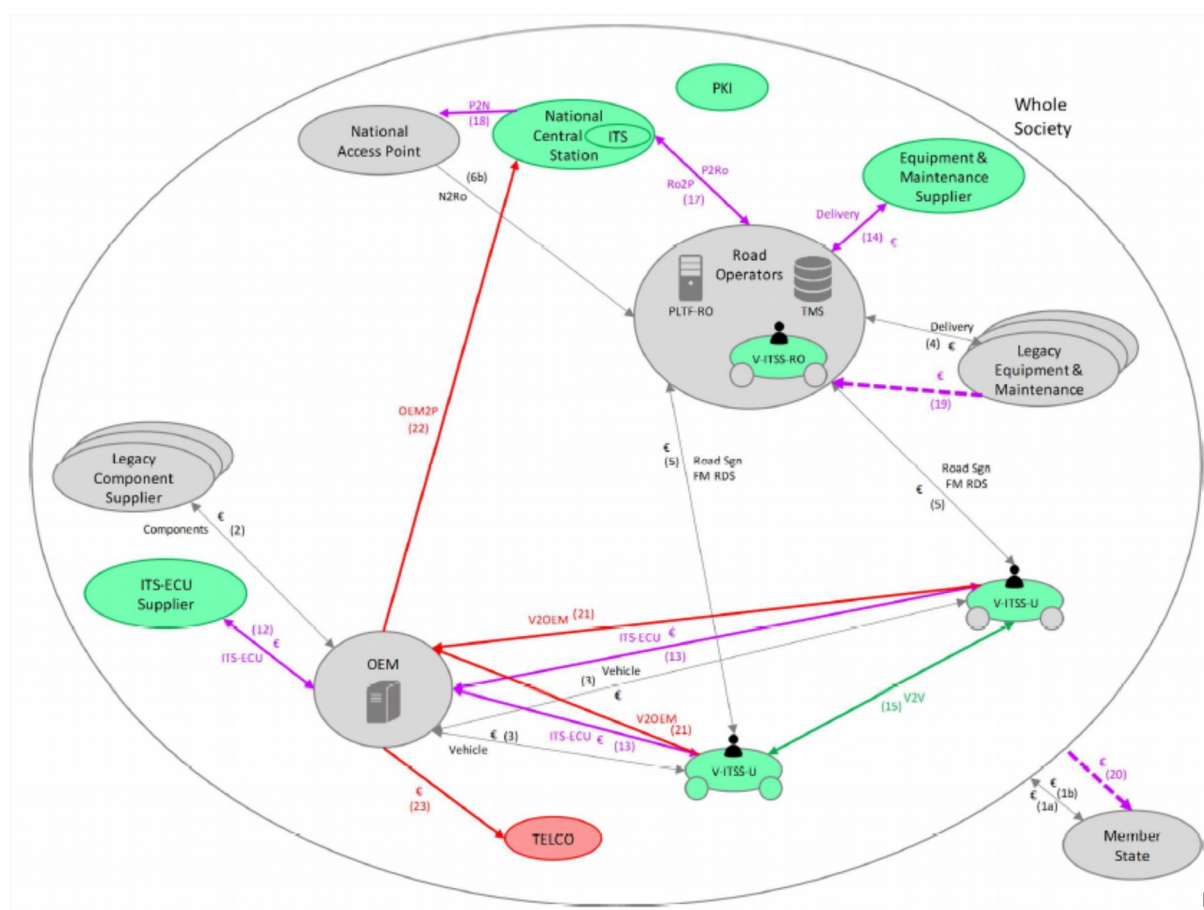 PKI
Whole
Society
P2N
(18)
National
Central
Station
ITS
National
Access Point
(6b)
N2Ro
P2Ro
Ro2P
(17)
Equipment &
Maintenance
Supplier
Delivery
(14) €
Road
Operators
PLTF-RO
TMS
V-ITSS-RO
Delivery
(4) €
Legacy
Equipment &
Maintenance
€
(19)
OEM2P
(22)
€
(5)
Road Sgn
FM RDS
Road Sgn
FM RDS
€
(5)
Legacy
Component
Supplier
Components
€
(2)
ITS-ECU
Supplier
(12) €
ITS-ECU
OEM
V-ITSS-U
V2OEM (21)
ITS-ECU €
(13)
Vehicle
(3)
€
V2V
(15)
V2OEM
(21)
ITS-ECU €
(13)
€ (3)
Vehicle
V-ITSS-U
€
(23)
TELCO
€
(20)
€
(1b)
€
(1a)
Member
State